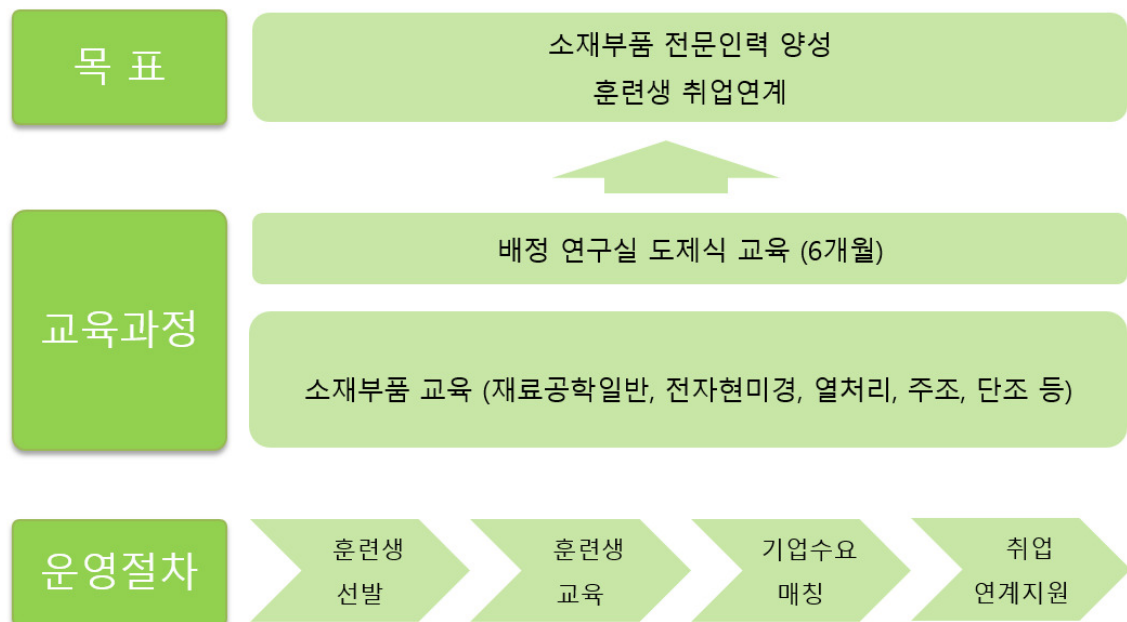 목 표
소재부품 전문인력 양성
훈련생 취업연계
교육과정
배정 연구실 도제식 교육 (6개월)
소재부품 교육 (재료공학일반, 전자현미경, 열처리, 주조, 단조 등)
운영절차
훈련생
선발
훈련생
교육
기업수요
매칭
취업
연계지원